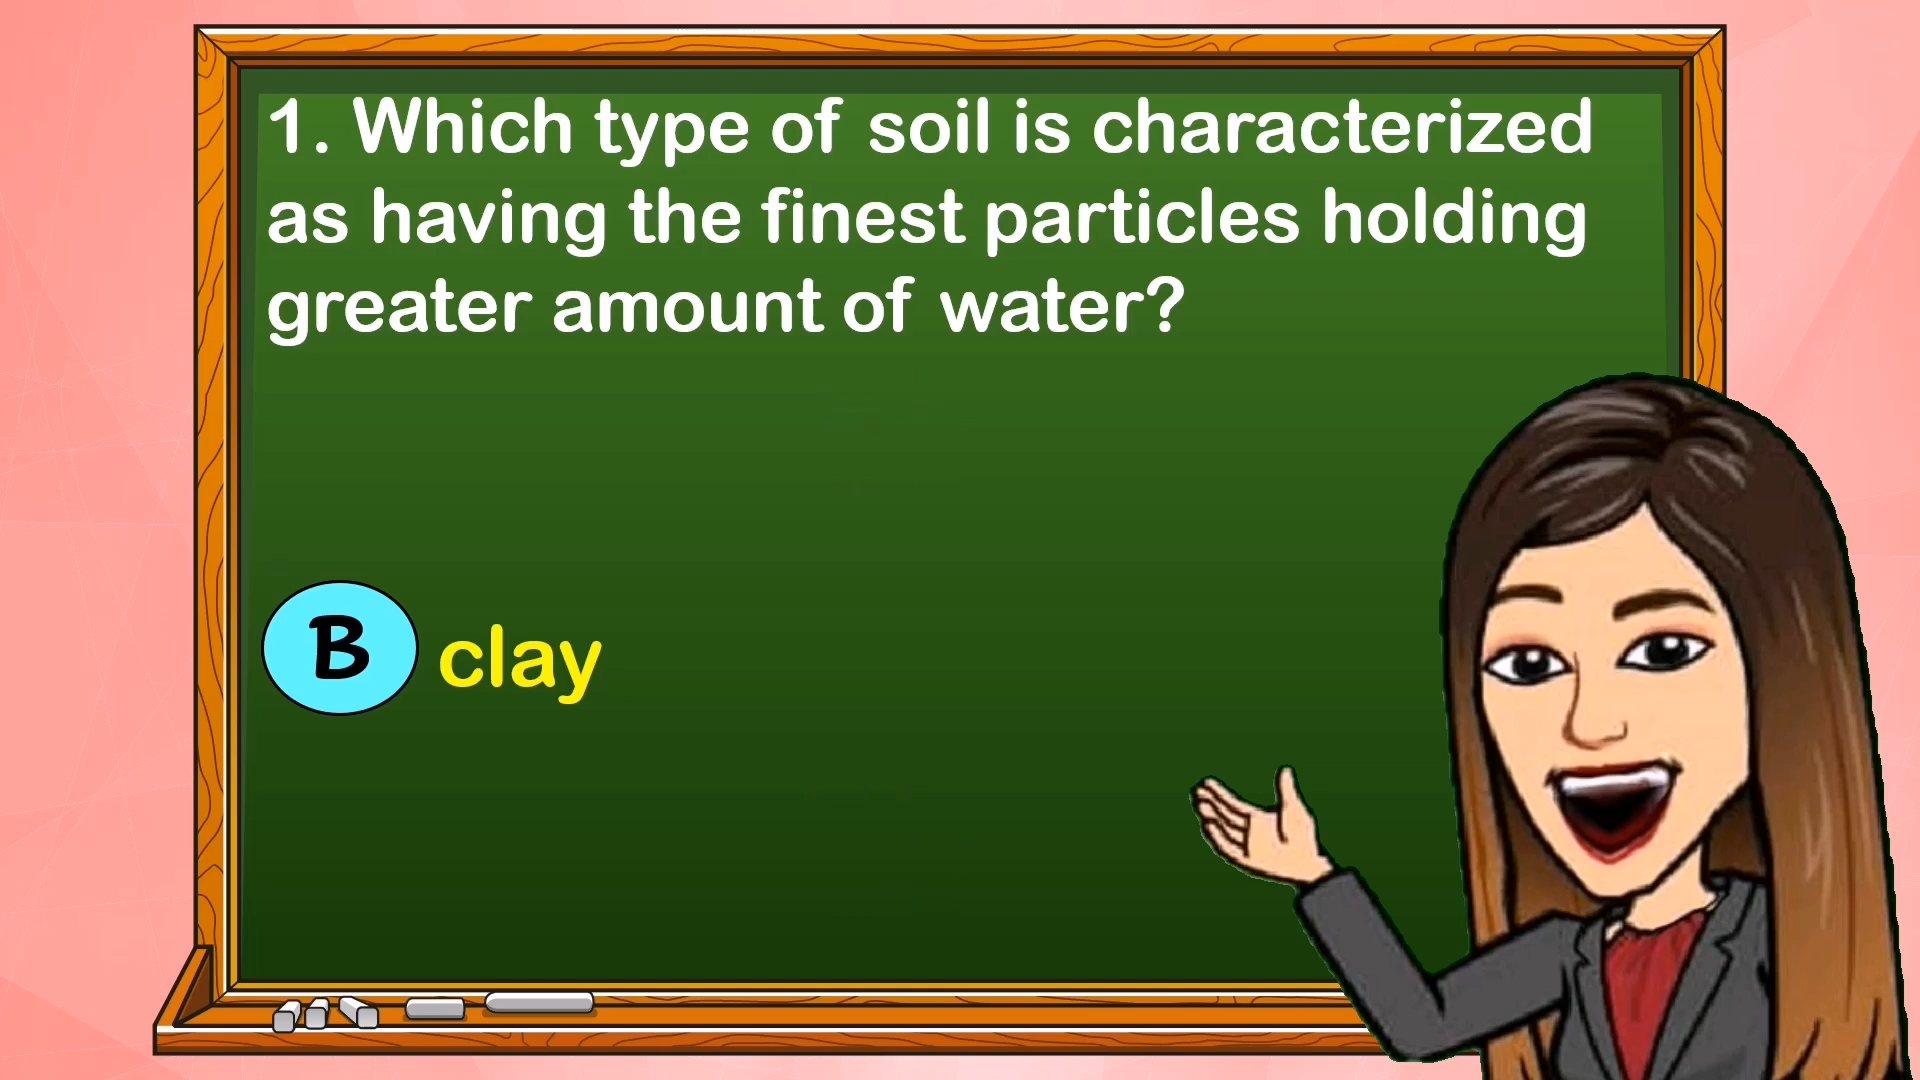 1. Which type of soil is characterized
as having the finest particles holding
greater amount of water?
B clay